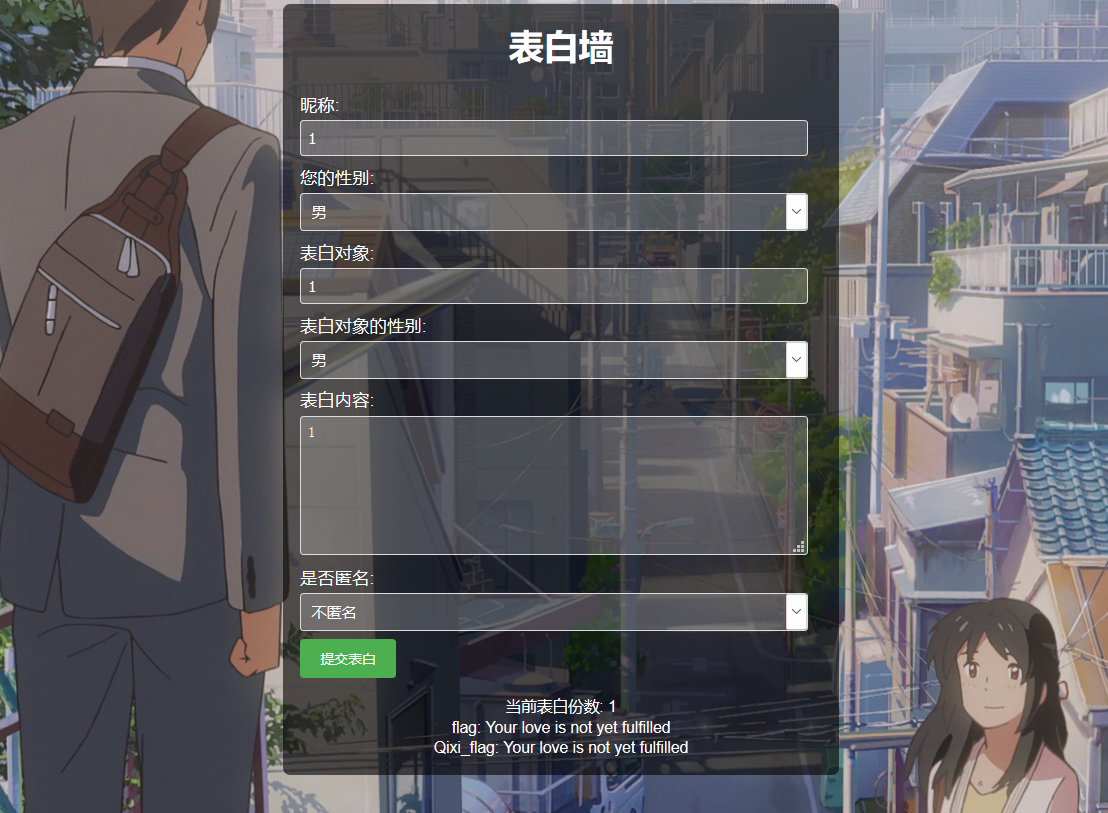 表白墙
昵称:
1
您的性别:
男
表白对象:
1
表白对象的性别:
男
表白内容:
1
是否匿名:
不匿名
提交表白
当前表白份数: 1
flag: Your love is not yet fulfilled
Qixi_flag: Your love is not yet fulfilled